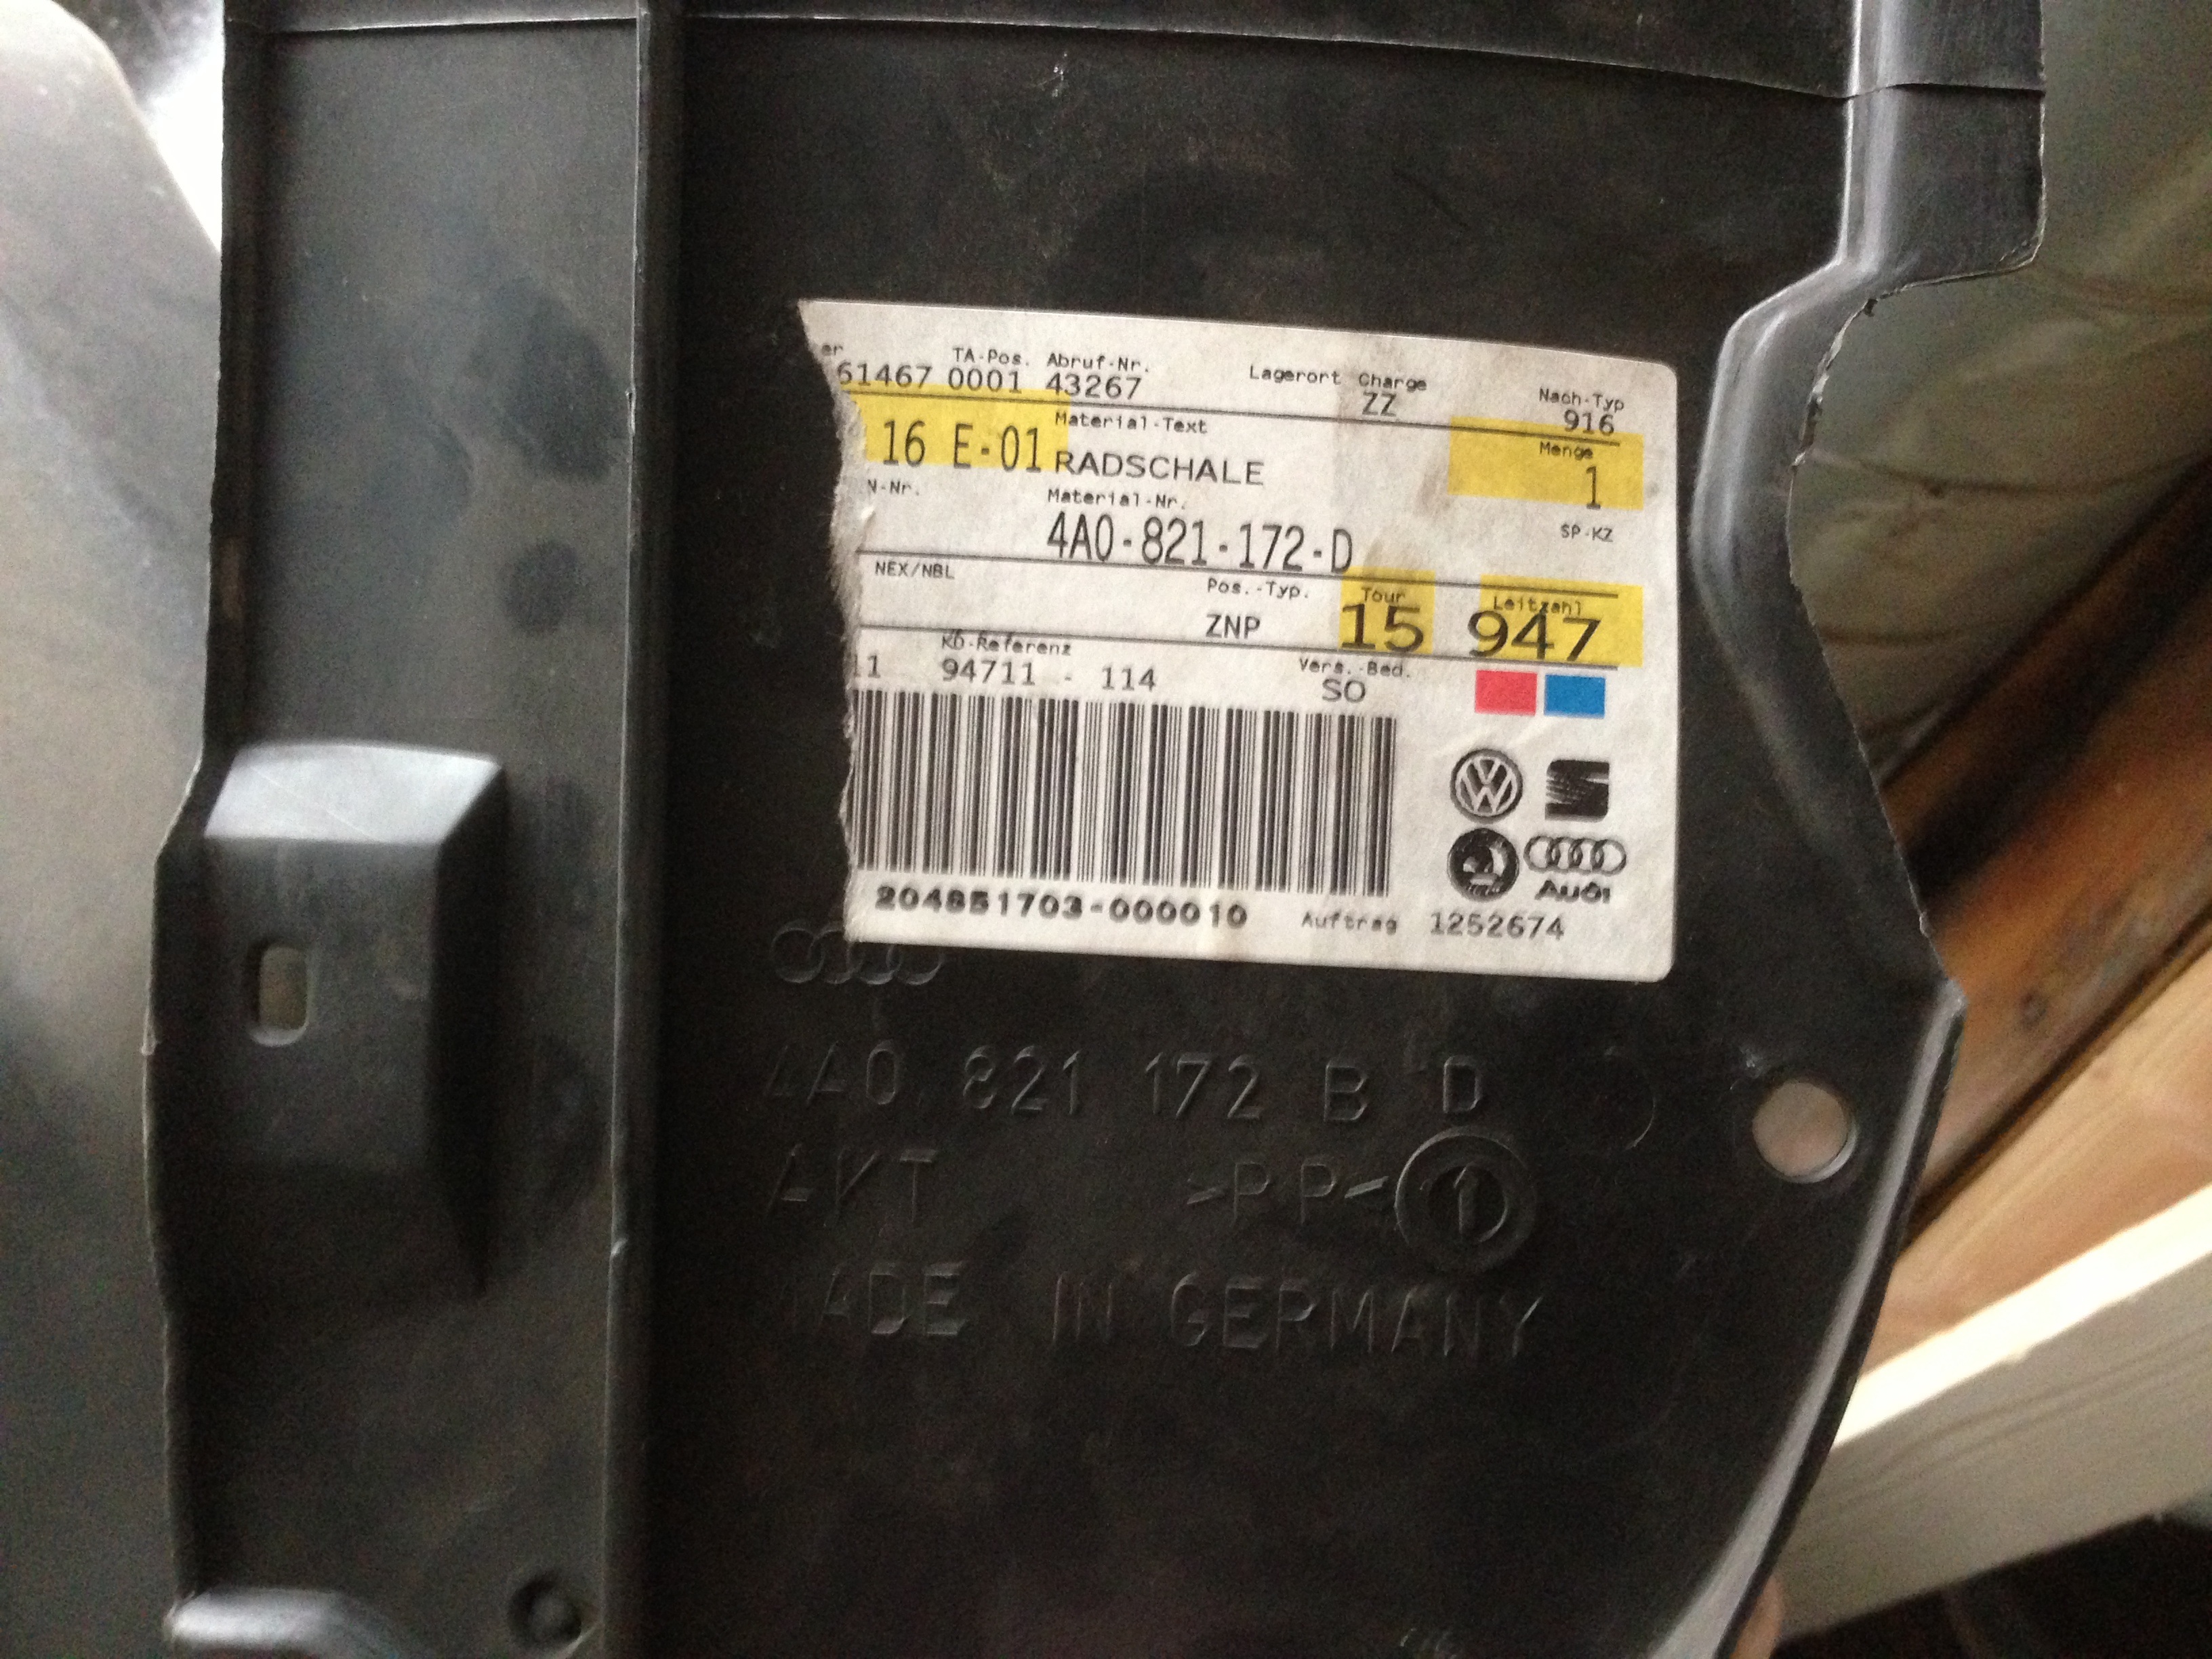 er TA-Pos. Abruf-Nr. Lagerort Charge Nach-Typ
61467 0001 43267 ZZ 916
Material-Text Menge
16 E-01 RADSCHALE 1
N-Nr. Material-Nr. SP-KZ
4A0-821-172-D
NEX/NBL Pos.-Typ. Tour Leitzahl
ZNP 15 947
Kd-Referenz Vers.-Bed.
11 94711 - 114 SO
VW
Audi
204851703-000010 Auftrag 1252674
4A0 821 172 B D
AKT >PP< 1
MADE IN GERMANY